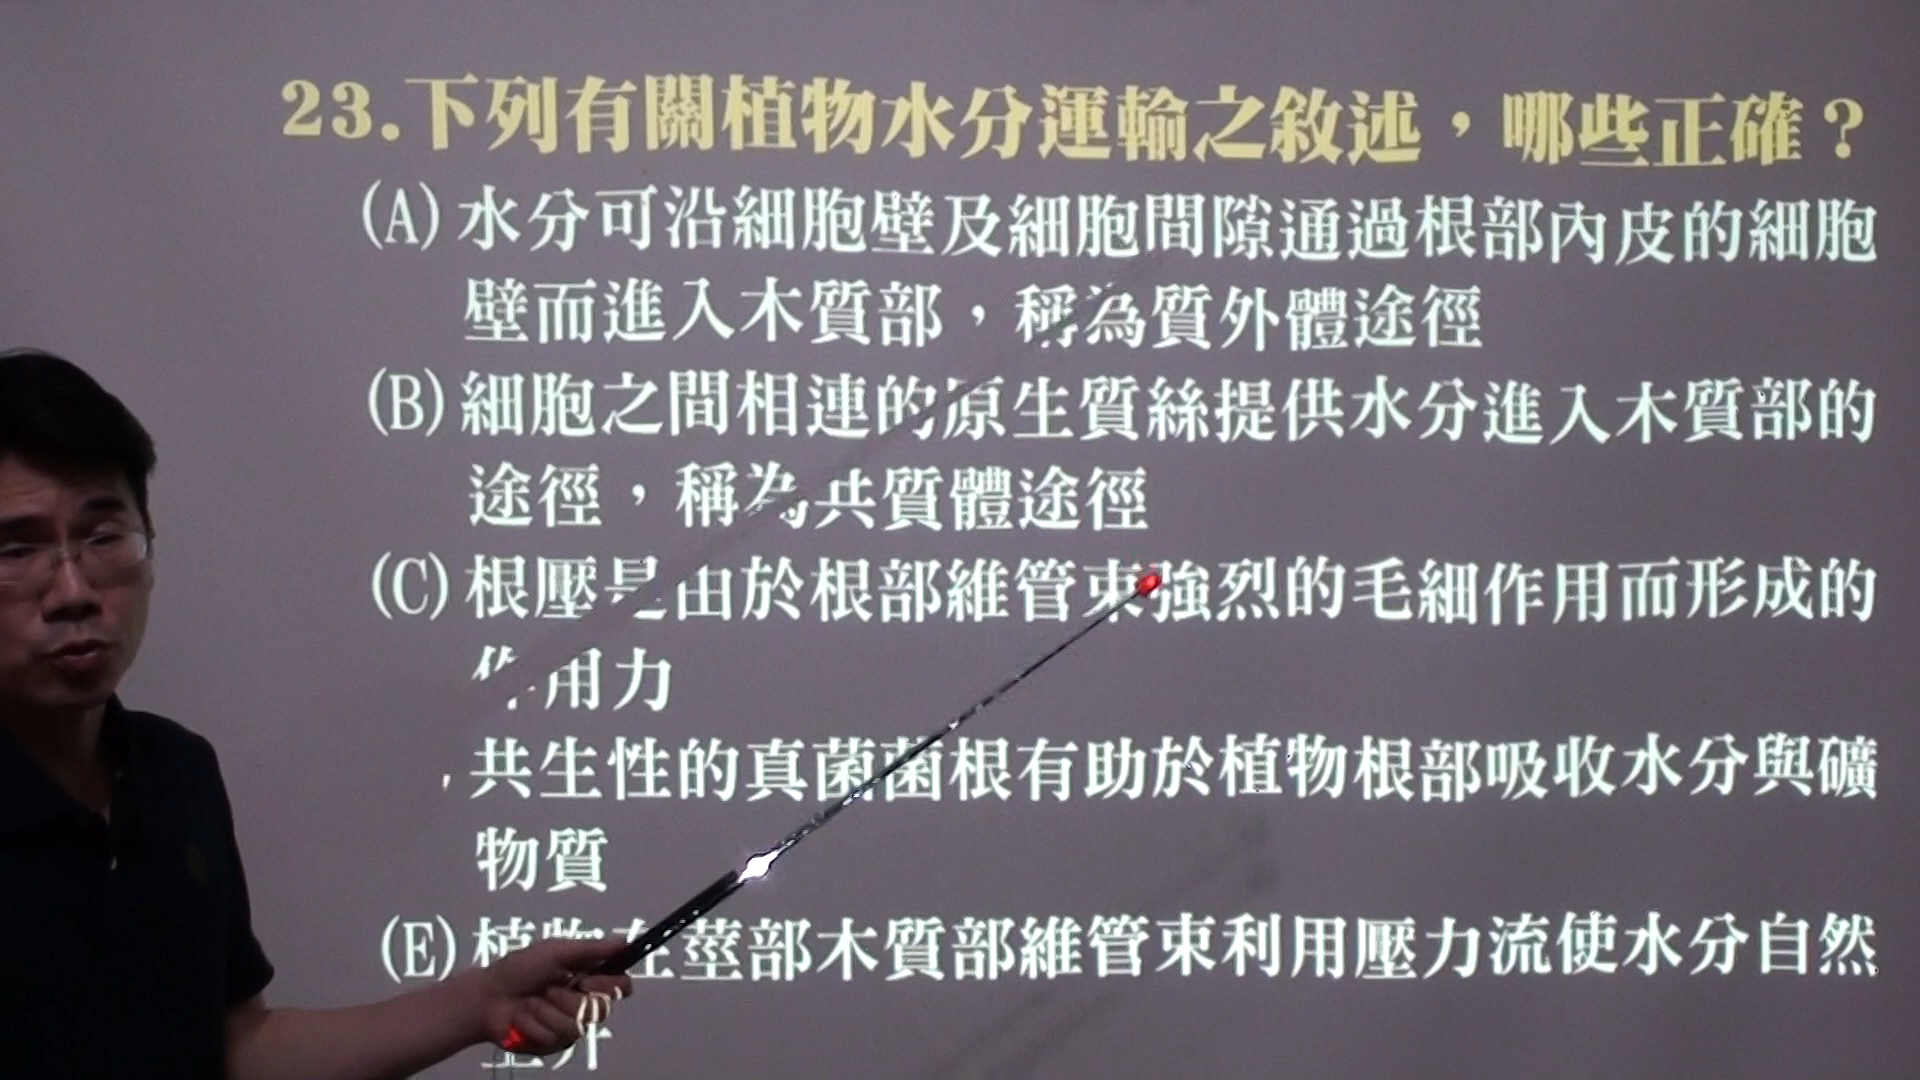 23.下列有關植物水分運輸之敘述，哪些正確？
(A)水分可沿細胞壁及細胞間隙通過根部內皮的細胞
壁而進入木質部，稱為質外體途徑
(B)細胞之間相連的原生質絲提供水分進入木質部的
途徑，稱為共質體途徑
(C)根壓是由於根部維管束強烈的毛細作用而形成的
作用力
共生性的真菌菌根有助於植物根部吸收水分與礦
物質
(E)植物在莖部木質部維管束利用壓力流使水分自然
上升